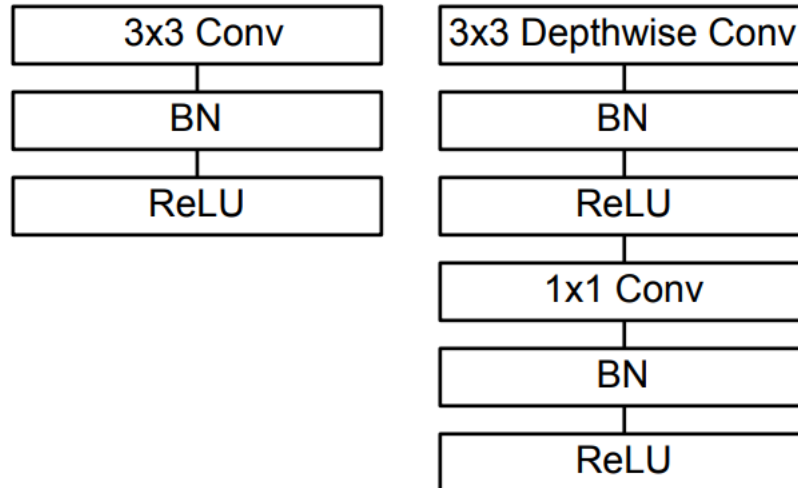 3x3 Conv
BN
ReLU
3x3 Depthwise Conv
BN
ReLU
1x1 Conv
BN
ReLU